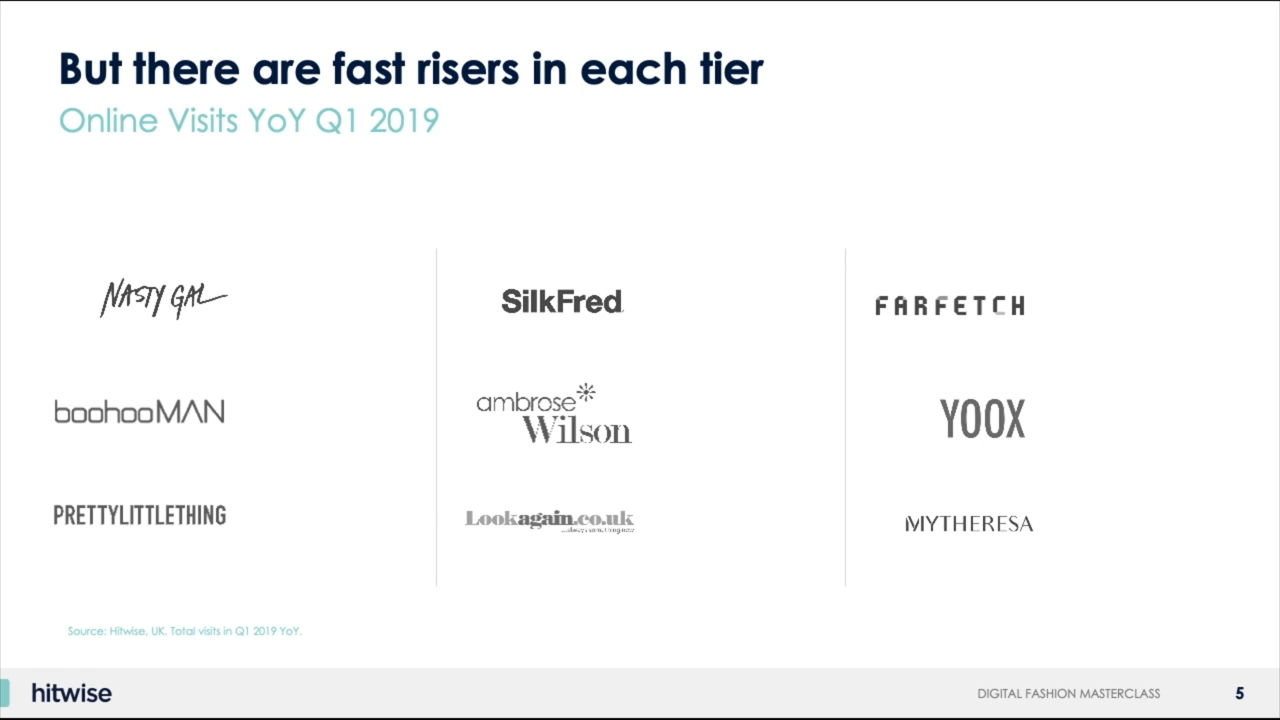 But there are fast risers in each tier
Online Visits YoY Q1 2019
NASTY GAL
boohooMAN
PRETTYLITTLETHING
SilkFred
ambrose
Wilson
Lookagain.co.uk
FARFETCH
YOOX
MYTHERESA
Source: Hitwise, UK. Total visits in Q1 2019 YoY.
hitwise
DIGITAL FASHION MASTERCLASS
5